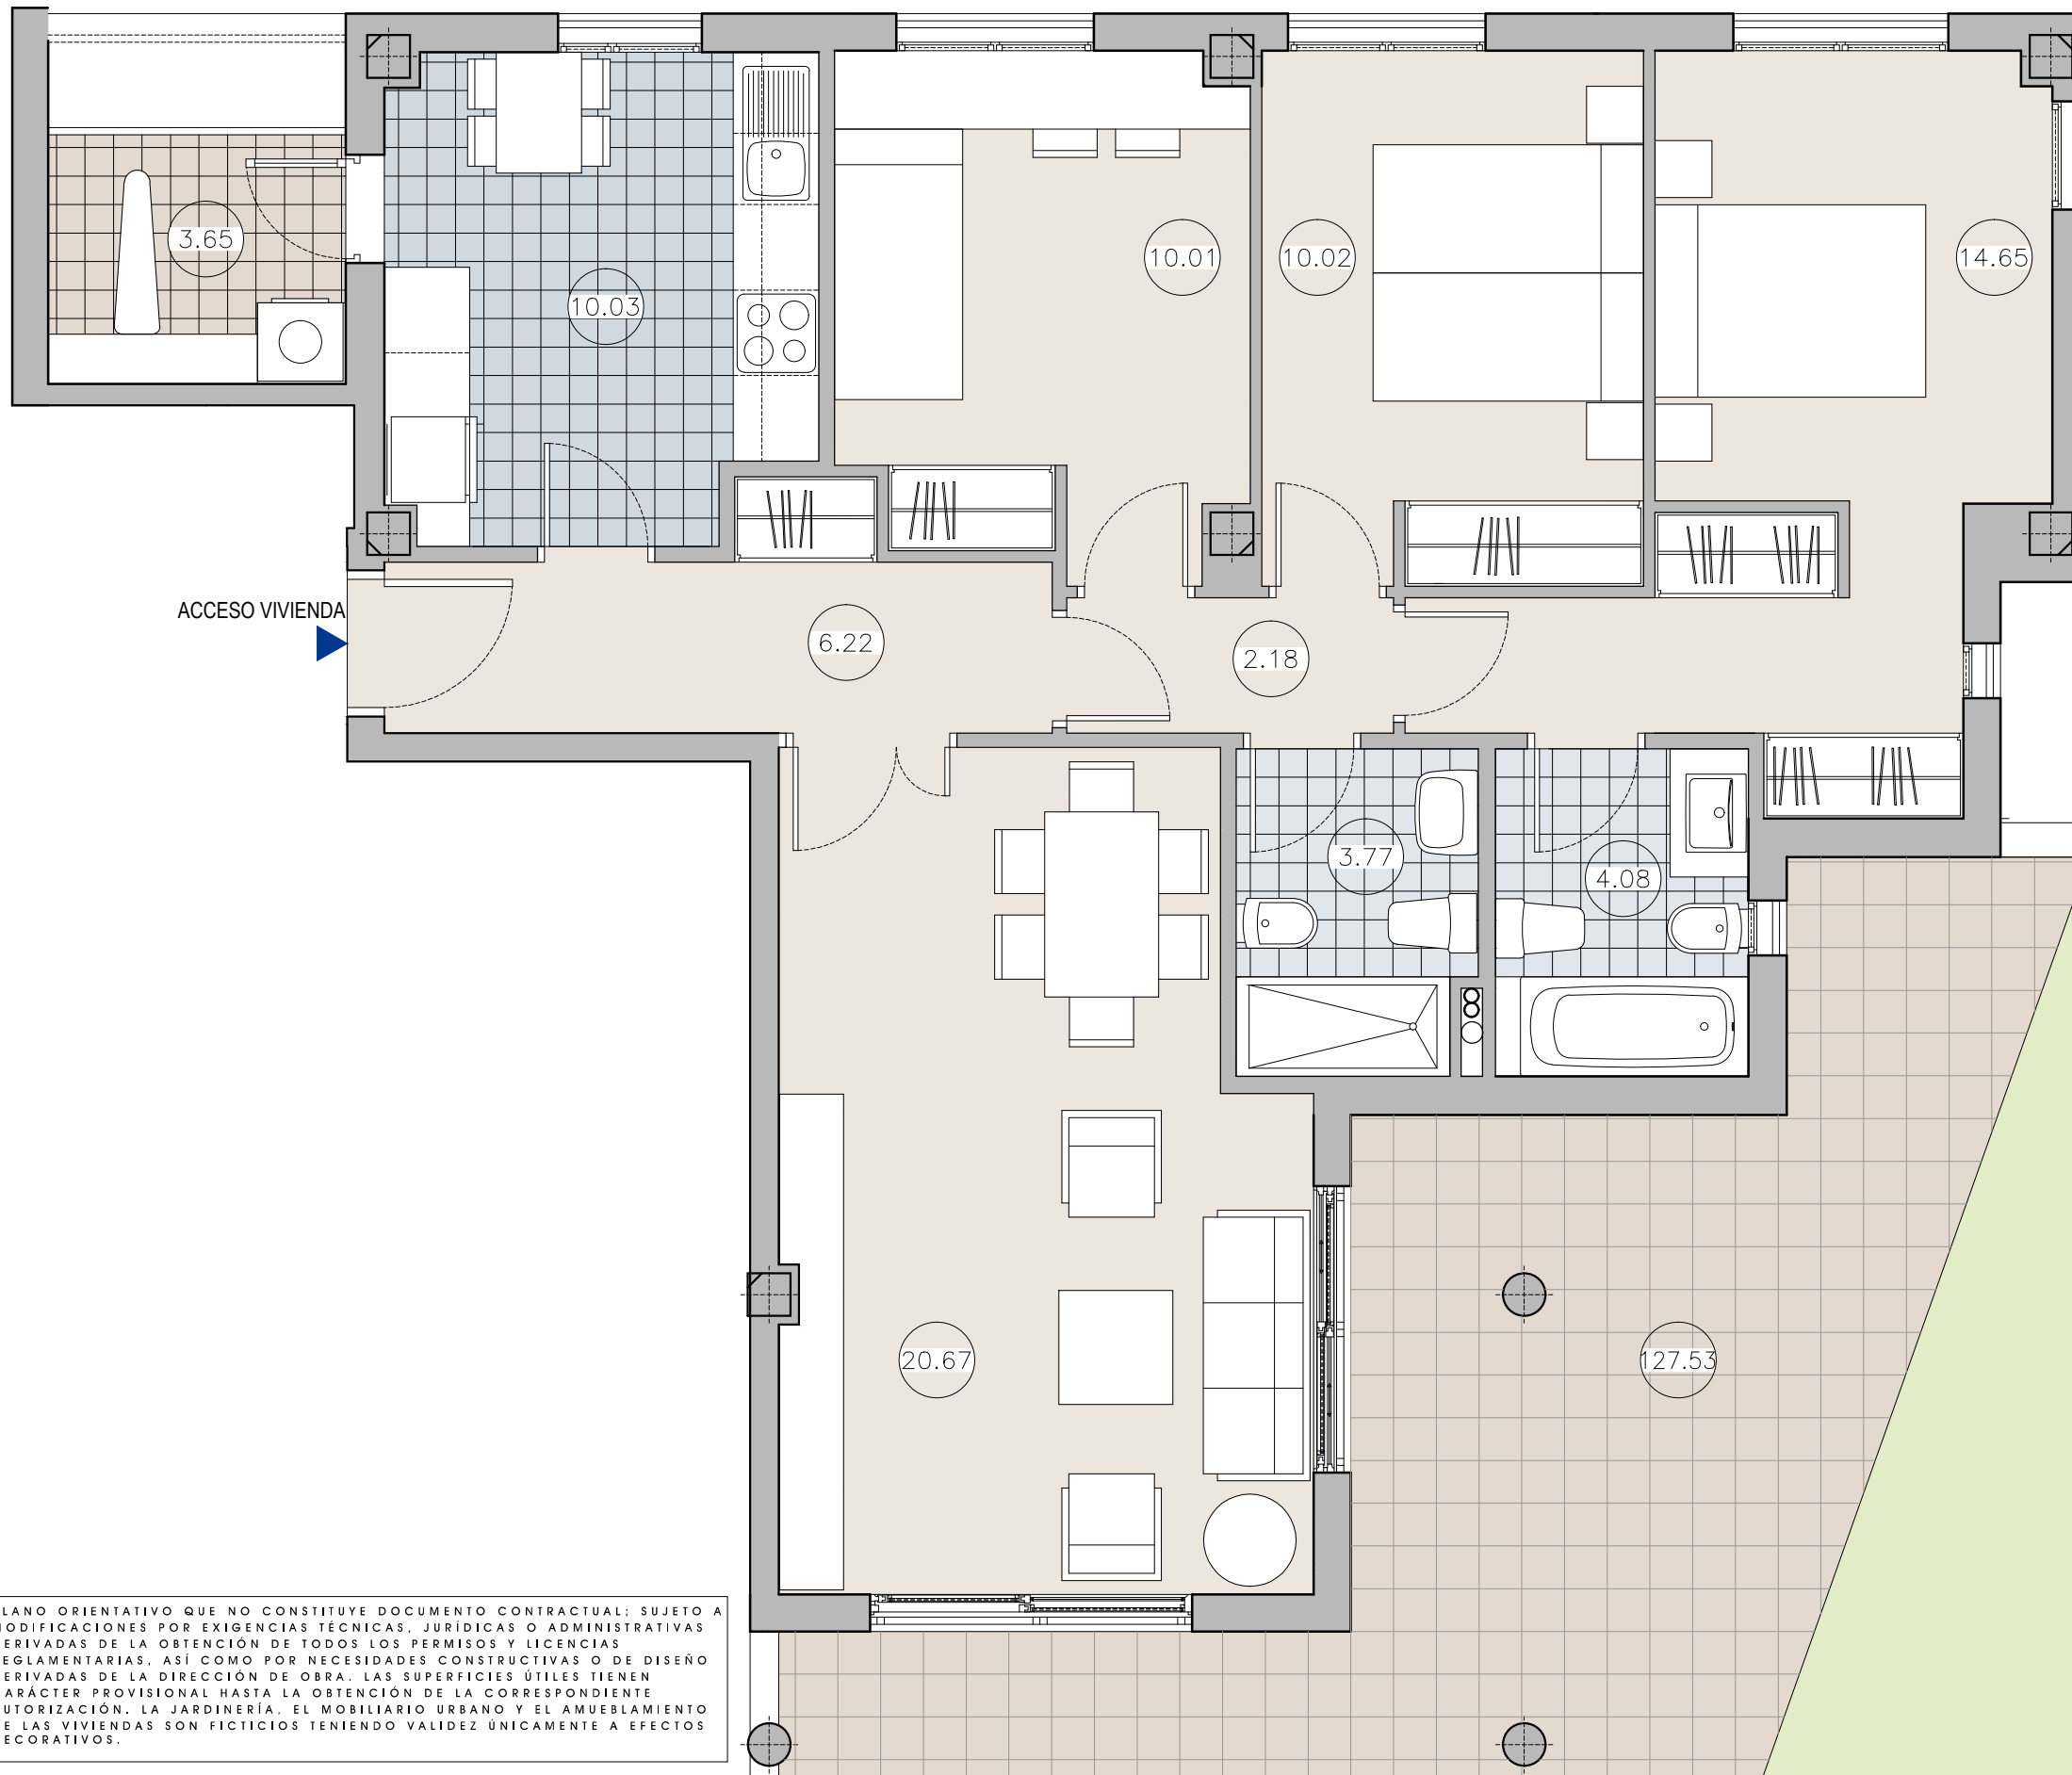 3.65
10.03
10.01
10.02
14.65
ACCESO VIVIENDA
6.22
2.18
3.77
4.08
20.67
127.53
LANO ORIENTATIVO QUE NO CONSTITUYE DOCUMENTO CONTRACTUAL; SUJETO A
ODIFICACIONES POR EXIGENCIAS TÉCNICAS, JURÍDICAS O ADMINISTRATIVAS
ERIVADAS DE LA OBTENCIÓN DE TODOS LOS PERMISOS Y LICENCIAS
EGLAMENTARIAS, ASÍ COMO POR NECESIDADES CONSTRUCTIVAS O DE DISEÑO
ERIVADAS DE LA DIRECCIÓN DE OBRA. LAS SUPERFICIES ÚTILES TIENEN
ARÁCTER PROVISIONAL HASTA LA OBTENCIÓN DE LA CORRESPONDIENTE
UTORIZACIÓN. LA JARDINERÍA, EL MOBILIARIO URBANO Y EL AMUEBLAMIENTO
E LAS VIVIENDAS SON FICTICIOS TENIENDO VALIDEZ ÚNICAMENTE A EFECTOS
ECORATIVOS.